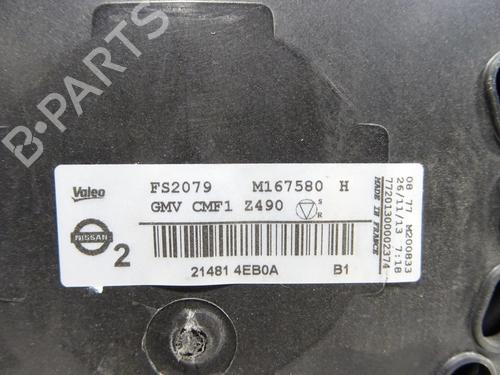 B-PARTS
Valeo FS2079 M167580 H
GMV CMF1 Z490 S R
NISSAN
2
21481 4EB0A B1
MADE IN FRANCE
08 77 M200833
26/11/13 7:18
77201300002374